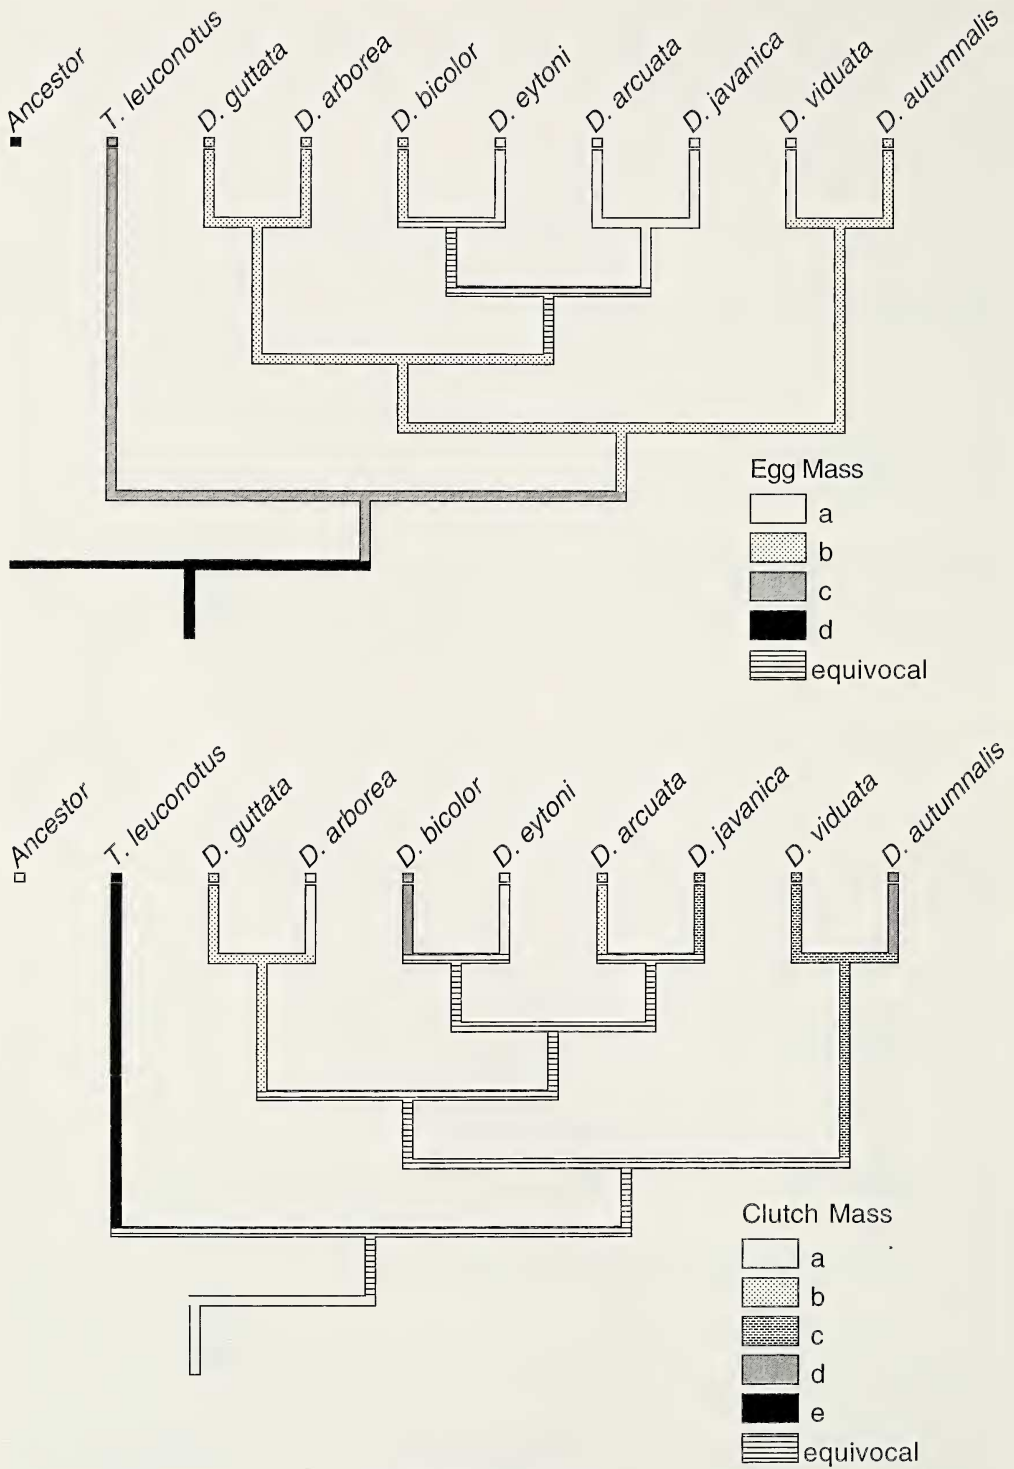 Ancestor
T. leuconotus
D. guttata
D. arborea
D. bicolor
D. eytoni
D. arcuata
D. javanica
D. viduata
D. autumnalis
Egg Mass
a
b
c
d
equivocal
Ancestor
T. leuconotus
D. guttata
D. arborea
D. bicolor
D. eytoni
D. arcuata
D. javanica
D. viduata
D. autumnalis
Clutch Mass
a
b
c
d
e
equivocal